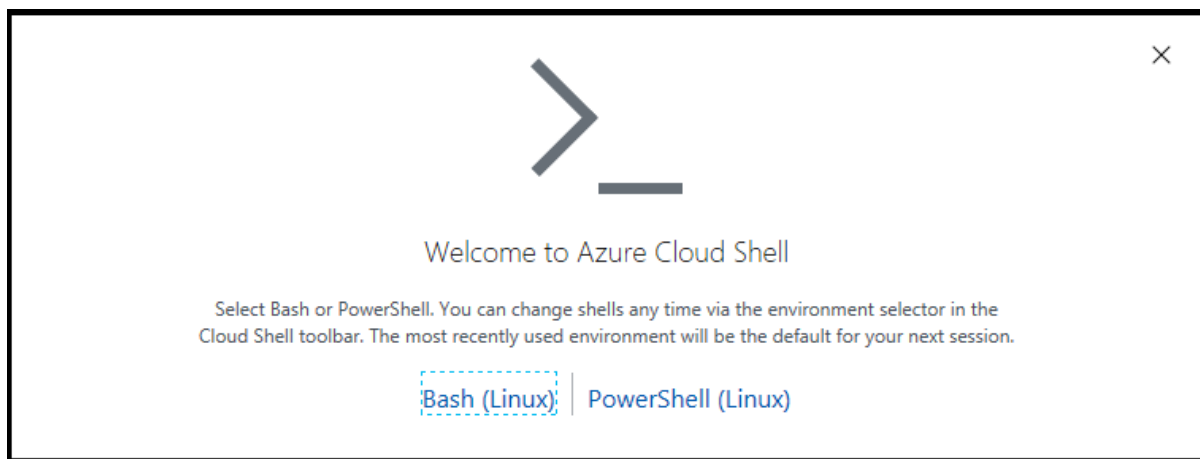 Welcome to Azure Cloud Shell
Select Bash or PowerShell. You can change shells any time via the environment selector in the
Cloud Shell toolbar. The most recently used environment will be the default for your next session.
Bash (Linux) PowerShell (Linux)